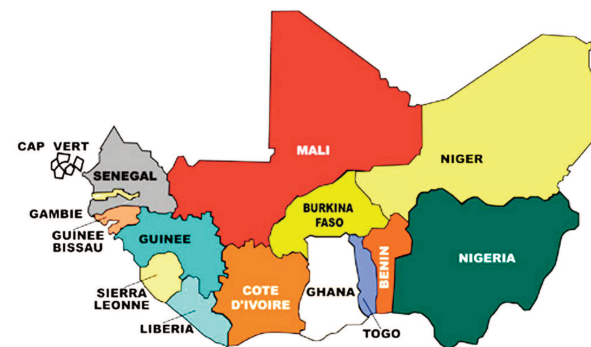 CAP VERT
SENEGAL
GAMBIE
GUINEE
BISSAU
GUINEE
SIERRA
LEONNE
LIBERIA
MALI
BURKINA
FASO
COTE
D'IVOIRE
GHANA
TOGO
BENIN
NIGER
NIGERIA